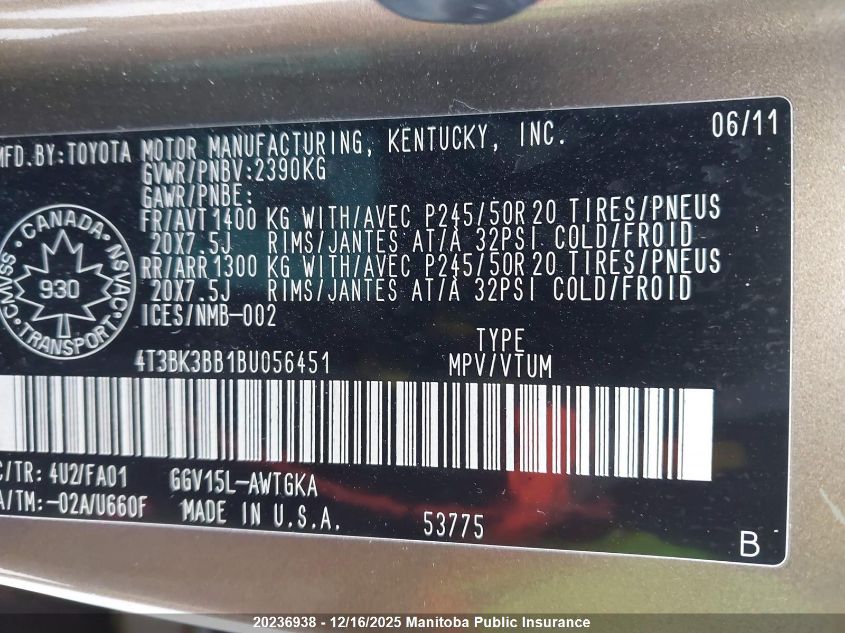 06/11
MFD.BY:TOYOTA MOTOR MANUFACTURING, KENTUCKY, INC.
GVWR/PNBV:2390KG
GAWR/PNBE:
FR/AVT 1400 KG WITH/AVEC P245/50R20 TIRES/PNEUS
20X7.5J RIMS/JANTES AT/À 32PSI COLD/FROID
RR/ARR 1300 KG WITH/AVEC P245/50R20 TIRES/PNEUS
20X7.5J RIMS/JANTES AT/À 32PSI COLD/FROID
ICES/NMB-002
CANADA
CMVSS NSVAC
930
TRANSPORT
TYPE
4T3BK3BB1BU056451 MPV/VTUM
C/TR: 4U2/FA01 GGV15L-AWTGKA
A/TM:-02A/U660F MADE IN U.S.A. 53775
B
20236938 - 12/16/2025 Manitoba Public Insurance